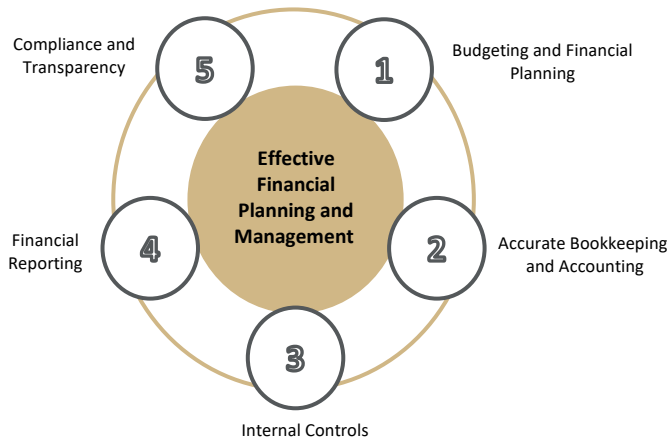 Compliance and
Transparency
5
1
Budgeting and Financial
Planning
Effective
Financial
Planning and
Management
Financial
Reporting
4
2
Accurate Bookkeeping
and Accounting
3
Internal Controls